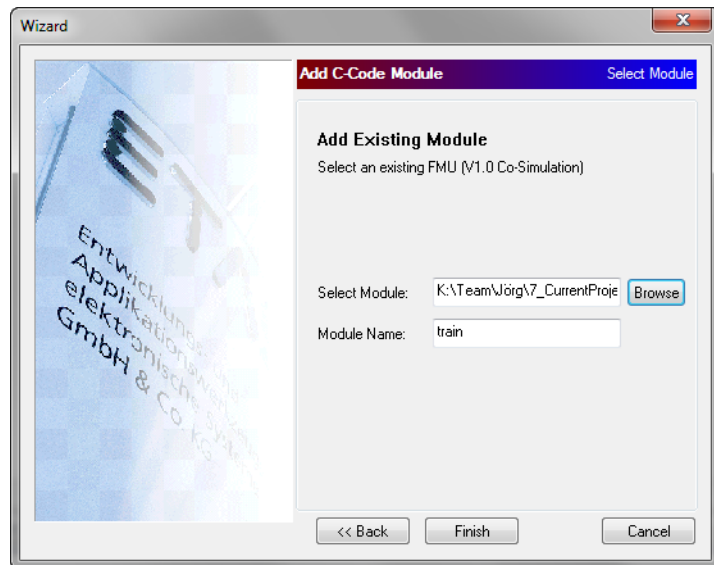 Wizard
Add C-Code Module
Select Module
ET
Entwicklungs- und
Applikationswerkzeuge
elektronische systeme
GmbH & Co. KG
Add Existing Module
Select an existing FMU (V1.0 Co-Simulation)
Select Module: K:\Team\Jörg\7_CurrentProje Browse
Module Name: train
<< Back Finish Cancel